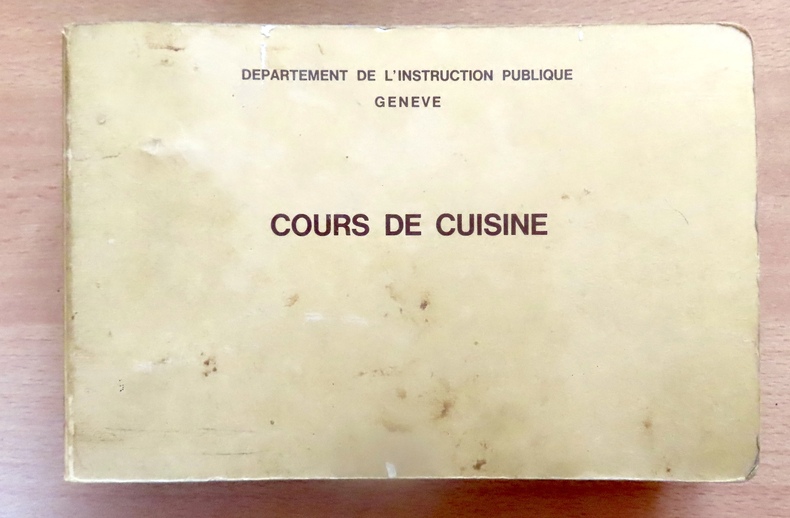 DEPARTEMENT DE L'INSTRUCTION PUBLIQUE
GENEVE
COURS DE CUISINE